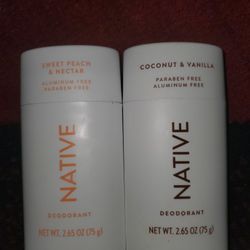 SWEET PEACH
& NECTAR
ALUMINUM FREE
PARABEN FREE
NATIVE
DEODORANT
NET WT. 2.65 OZ (75 g)
COCONUT & VANILLA
PARABEN FREE
ALUMINUM FREE
NATIVE
DEODORANT
NET WT. 2.65 OZ (75 g)